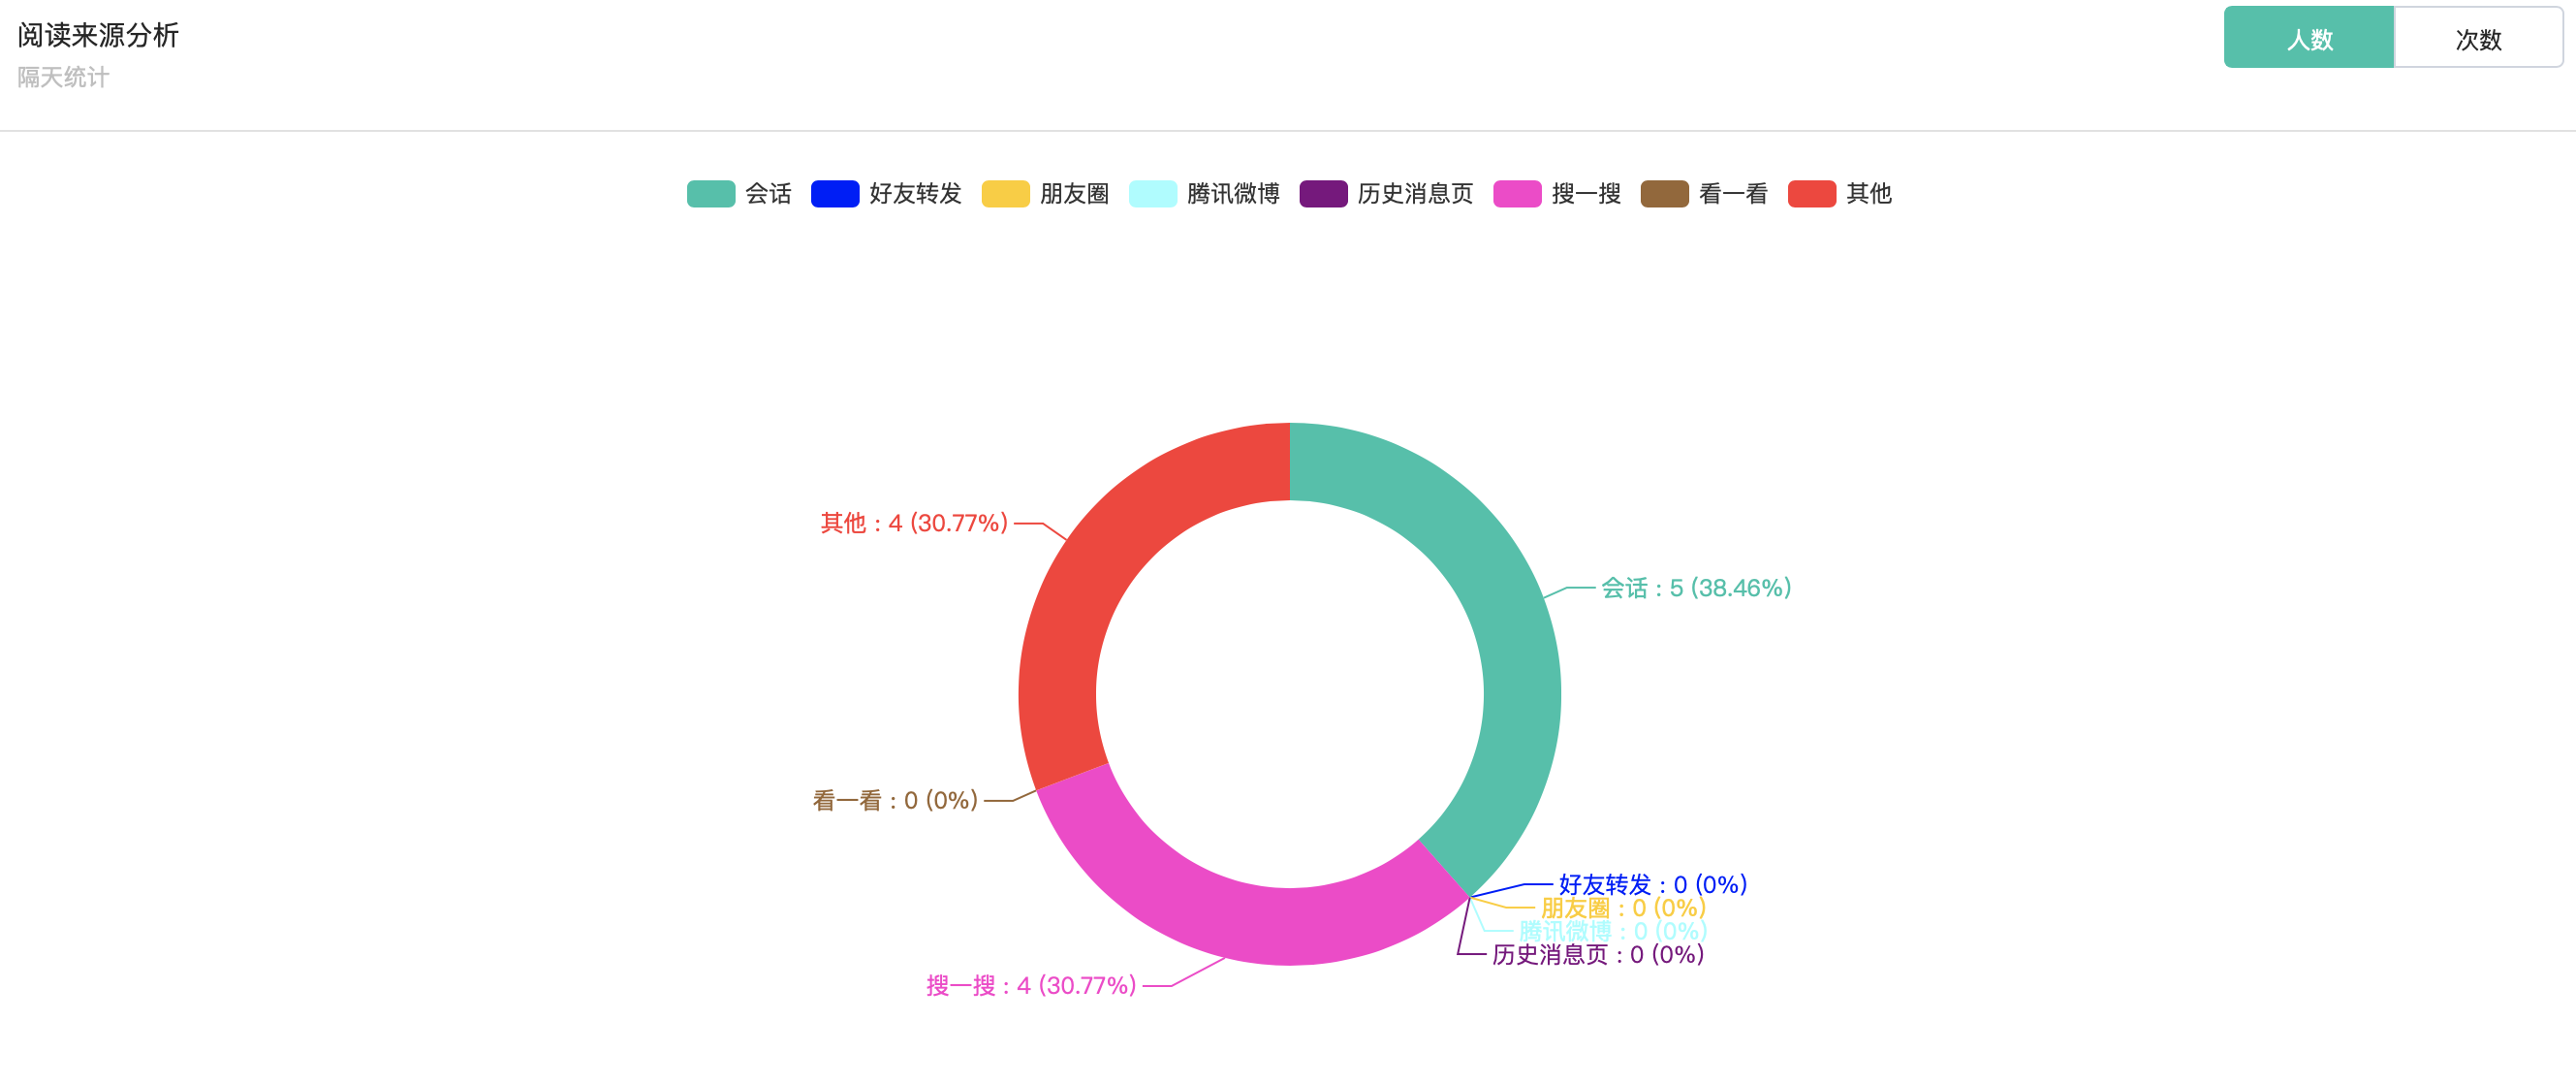 阅读来源分析
隔天统计
人数
次数
会话 好友转发 朋友圈 腾讯微博 历史消息页 搜一搜 看一看 其他
其他 : 4 (30.77%)
会话 : 5 (38.46%)
看一看 : 0 (0%)
好友转发 : 0 (0%)
朋友圈 : 0 (0%)
腾讯微博 : 0 (0%)
历史消息页 : 0 (0%)
搜一搜 : 4 (30.77%)